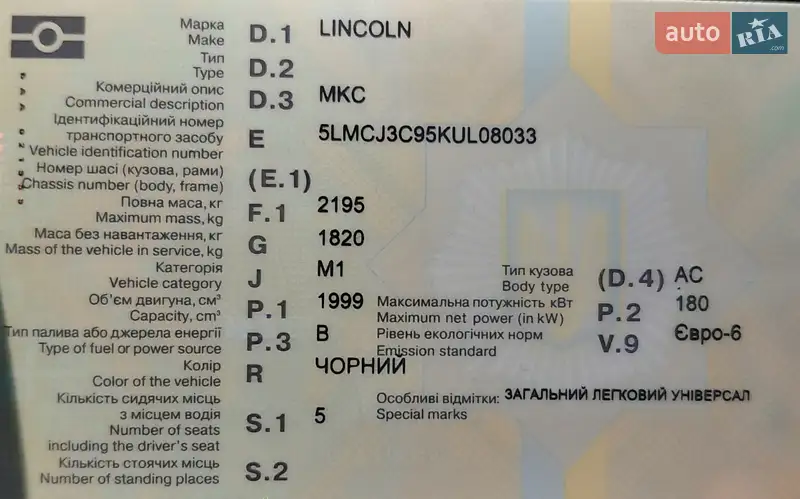 Марка
Make
D.1
LINCOLN
Тип
Type
D.2
Комерційний опис
Commercial description
D.3
MKC
Ідентифікаційний номер
транспортного засобу
Vehicle identification number
E
5LMCJ3C95KUL08033
Номер шасі (кузова, рами)
Chassis number (body, frame)
(E.1)
Повна маса, кг
Maximum mass, kg
F.1
2195
Маса без навантаження, кг
Mass of the vehicle in service, kg
G
1820
Категорія
Vehicle category
J
M1
Тип кузова
Body type
(D.4)
AC
Об'єм двигуна, см³
Capacity, cm³
P.1
1999
Максимальна потужність кВт
Maximum net power (in kW)
P.2
180
Тип палива або джерела енергії
Type of fuel or power source
P.3
B
Рівень екологічних норм
Emission standard
V.9
Євро-6
Колір
Color of the vehicle
R
ЧОРНИЙ
Кількість сидячих місць
з місцем водія
Number of seats
including the driver's seat
S.1
5
Особливі відмітки: ЗАГАЛЬНИЙ ЛЕГКОВИЙ УНІВЕРСАЛ
Special marks
Кількість стоячих місць
Number of standing places
S.2
auto RIA.com